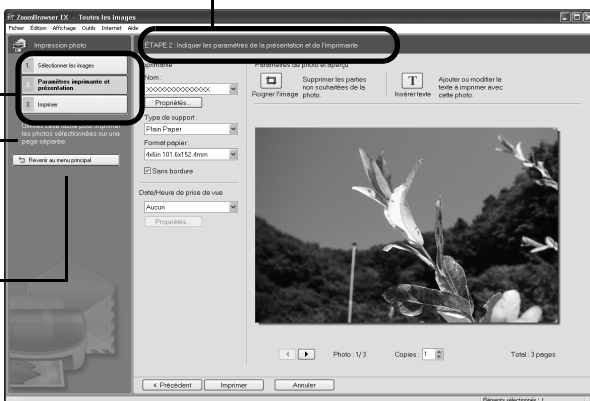 ZoomBrowser EX - Toutes les images
Fichier Edition Affichage Outils Internet Aide
Impression photo
ETAPE 2 : Indiquer les paramètres de la présentation et de l'imprimante
1. Sélectionner les images
2. Paramètres imprimante et
présentation
3. Imprimer
Utilisez cette tâche pour imprimer
les photos sélectionnées sur une
page séparée.
Revenir au menu principal
Imprimante
Nom :
XXXXXXXXXXXXXX
Propriétés...
Type de support :
Plain Paper
Format papier :
4x6in 101.6x152.4mm
Sans bordure
Date/Heure de prise de vue
Aucun
Propriétés...
Paramètres de photo et aperçu
Rogner l'image
Supprimer les parties
non souhaitées de la
photo.
T
Insérer texte
Ajouter ou modifier le
texte à imprimer avec
cette photo.
Photo : 1/ 3
Copies : 1
Total : 3 pages
< Précédent
Imprimer
Annuler
Eléments sélectionnés : 1